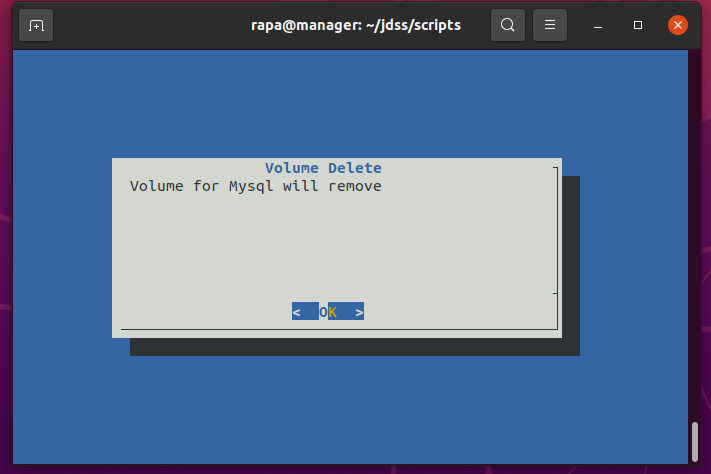 rapa@manager: ~/jdss/scripts
Volume Delete
Volume for Mysql will remove
< OK >